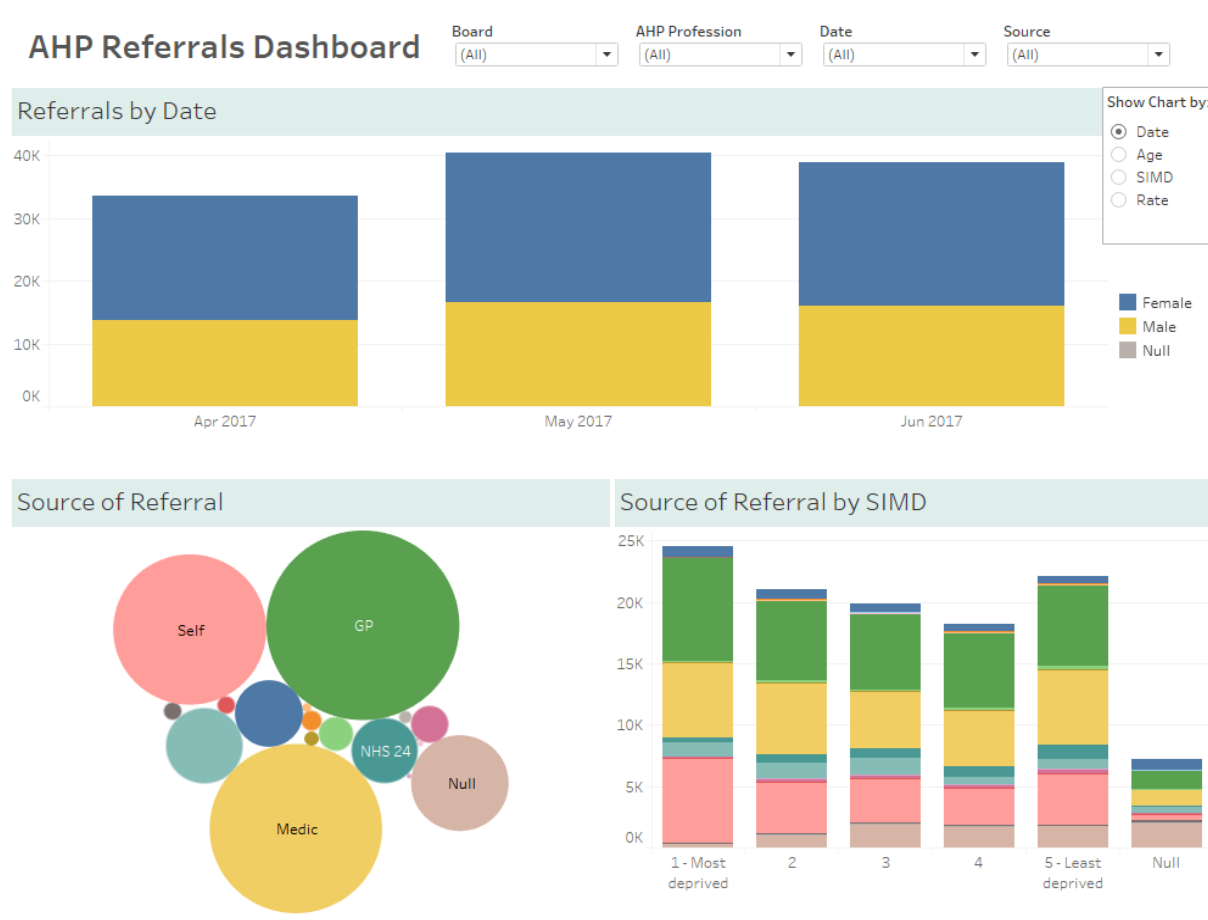 AHP Referrals Dashboard
Board
(All)
AHP Profession
(All)
Date
(All)
Source
(All)
Referrals by Date
Show Chart by:
Date
Age
SIMD
Rate
40K
30K
20K
10K
0K
Apr 2017
May 2017
Jun 2017
Female
Male
Null
Source of Referral
Self
GP
NHS 24
Null
Medic
Source of Referral by SIMD
25K
20K
15K
10K
5K
0K
1 - Most
deprived
2
3
4
5 - Least
deprived
Null